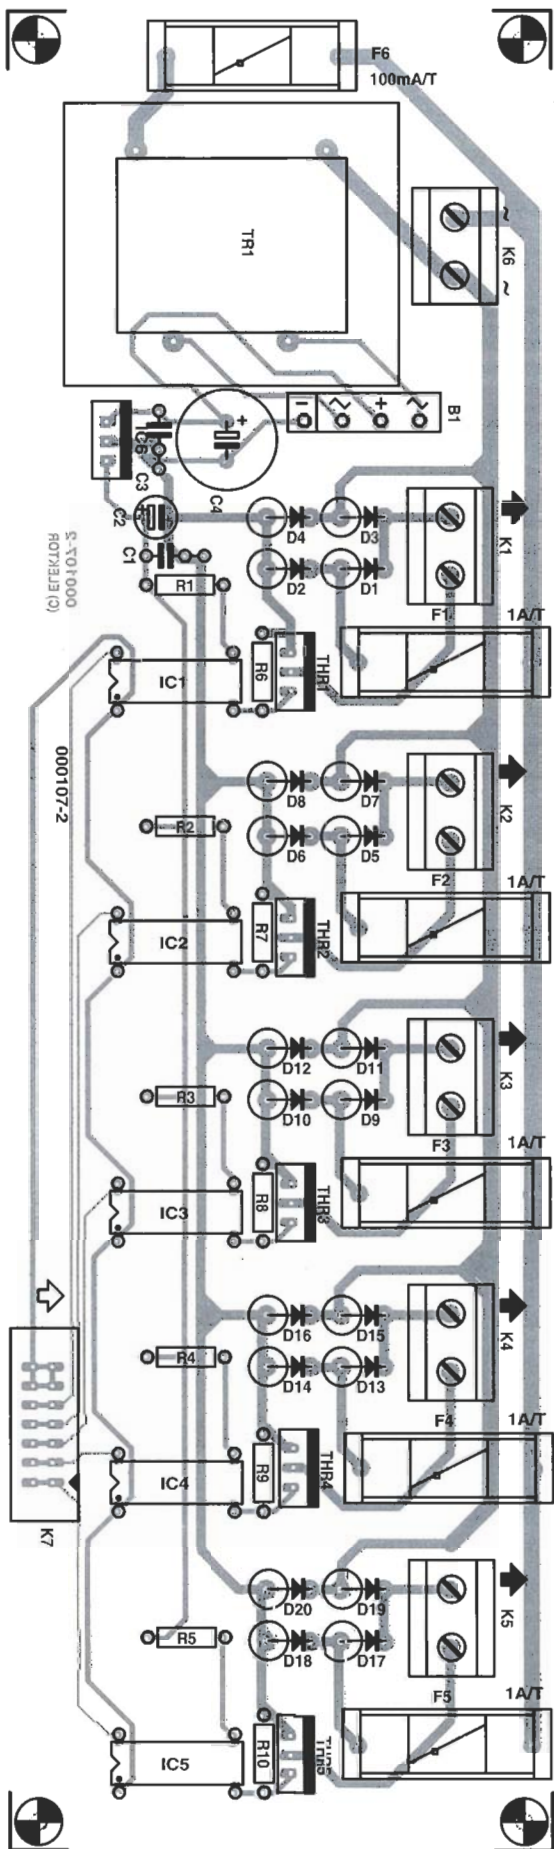 F6
100mA/T
TR1
~
K6
~
B1
- ~ + ~
+
C6
C3
C4
C2
C1
D4
D3
D2
D1
K1
F1
1A/T
R1
(C) ELEKTOR
000107-2
IC1
R6
THR1
000107-2
D8
D7
D6
D5
K2
F2
1A/T
R2
IC2
R7
THR2
D12
D11
D10
D9
K3
F3
1A/T
R3
IC3
R8
THR3
D16
D15
D14
D13
K4
F4
1A/T
R4
IC4
R9
THR4
K7
D20
D19
D18
D17
K5
F5
1A/T
R5
IC5
R10